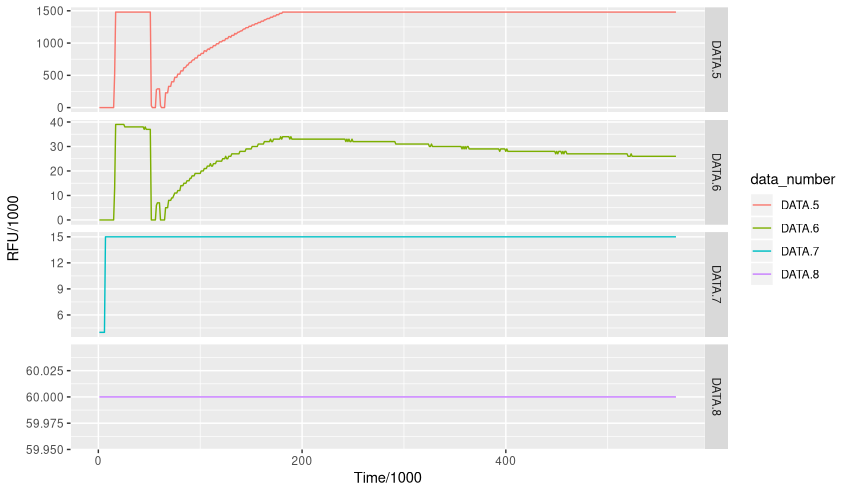 1500
1000
500
0
DATA.5
40
30
20
10
0
DATA.6
15
12
9
6
DATA.7
60.025
60.000
59.975
59.950
DATA.8
0
200
400
Time/1000
RFU/1000
data_number
DATA.5
DATA.6
DATA.7
DATA.8